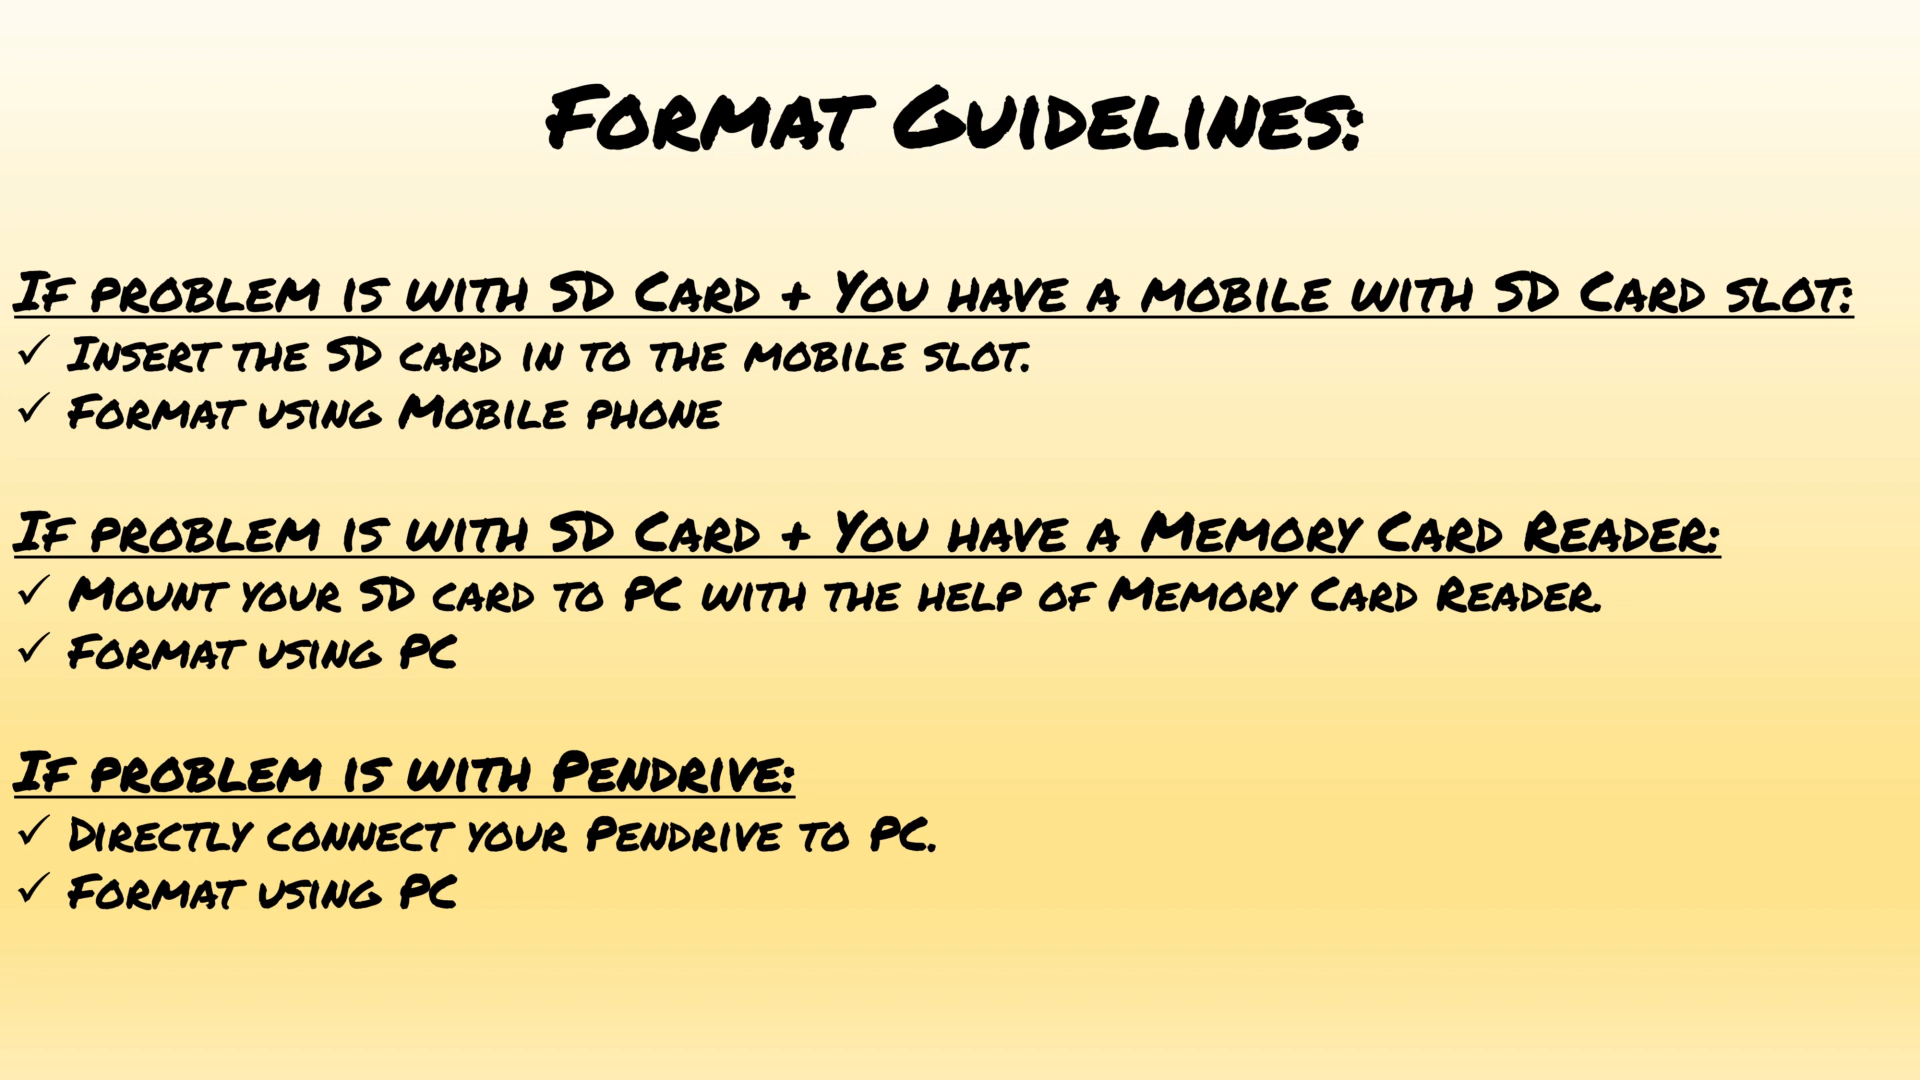 Format Guidelines:
If problem is with SD Card + You have a mobile with SD Card slot:
✓ Insert the SD card in to the mobile slot.
✓ Format using Mobile phone
If problem is with SD Card + You have a Memory Card Reader:
✓ Mount your SD card to PC with the help of Memory Card Reader.
✓ Format using PC
If problem is with Pendrive:
✓ Directly connect your Pendrive to PC.
✓ Format using PC